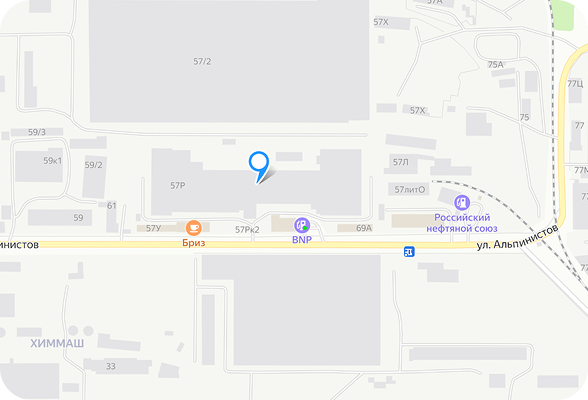 57А
57Х
57/2
75А
77Ц
57Х
75
77
59/3
59к1
59/2
57Л
77М
57Р
57литО
61
59
57У
57Рк2
69А
Российский
нефтяной союз
Бриз
BNP
инистов
ул. Альпинистов
ХИММАШ
33